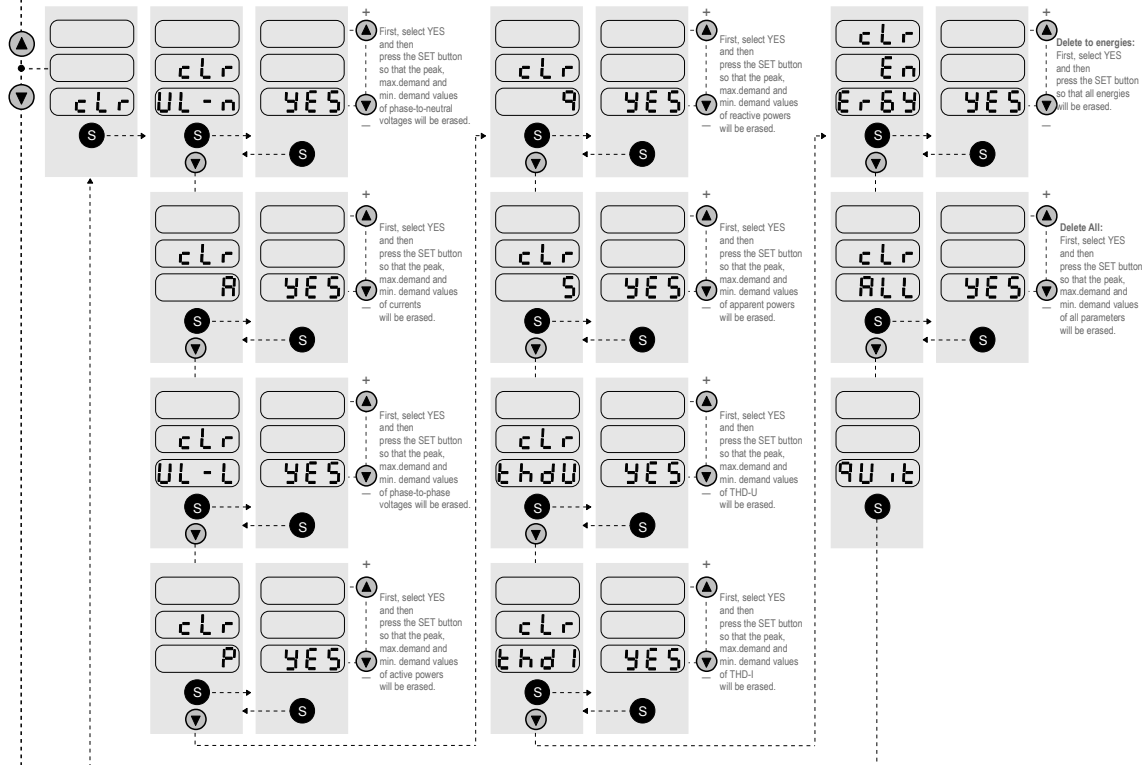 cLr
S
cLr
UL-n
S
YES
S
+
First, select YES
and then
press the SET button
so that the peak,
max.demand and
min. demand values
of phase-to-neutral
voltages will be erased.
—
cLr
A
S
YES
S
+
First, select YES
and then
press the SET button
so that the peak,
max.demand and
min. demand values
of currents
will be erased.
—
cLr
UL-L
S
YES
S
+
First, select YES
and then
press the SET button
so that the peak,
max.demand and
min. demand values
of phase-to-phase
voltages will be erased.
—
cLr
P
S
YES
S
+
First, select YES
and then
press the SET button
so that the peak,
max.demand and
min. demand values
of active powers
will be erased.
—
cLr
q
S
YES
S
+
First, select YES
and then
press the SET button
so that the peak,
max.demand and
min. demand values
of reactive powers
will be erased.
—
cLr
S
S
YES
S
+
First, select YES
and then
press the SET button
so that the peak,
max.demand and
min. demand values
of apparent powers
will be erased.
—
cLr
thdU
S
YES
S
+
First, select YES
and then
press the SET button
so that the peak,
max.demand and
min. demand values
of THD-U
will be erased.
—
cLr
thdI
S
YES
S
+
First, select YES
and then
press the SET button
so that the peak,
max.demand and
min. demand values
of THD-I
will be erased.
—
cLr
En
Er6Y
S
YES
S
+
Delete to energies:
First, select YES
and then
press the SET button
so that all energies
will be erased.
—
cLr
ALL
S
YES
S
+
Delete All:
First, select YES
and then
press the SET button
so that the peak,
max.demand and
min. demand values
of all parameters
will be erased.
—
qUit
S